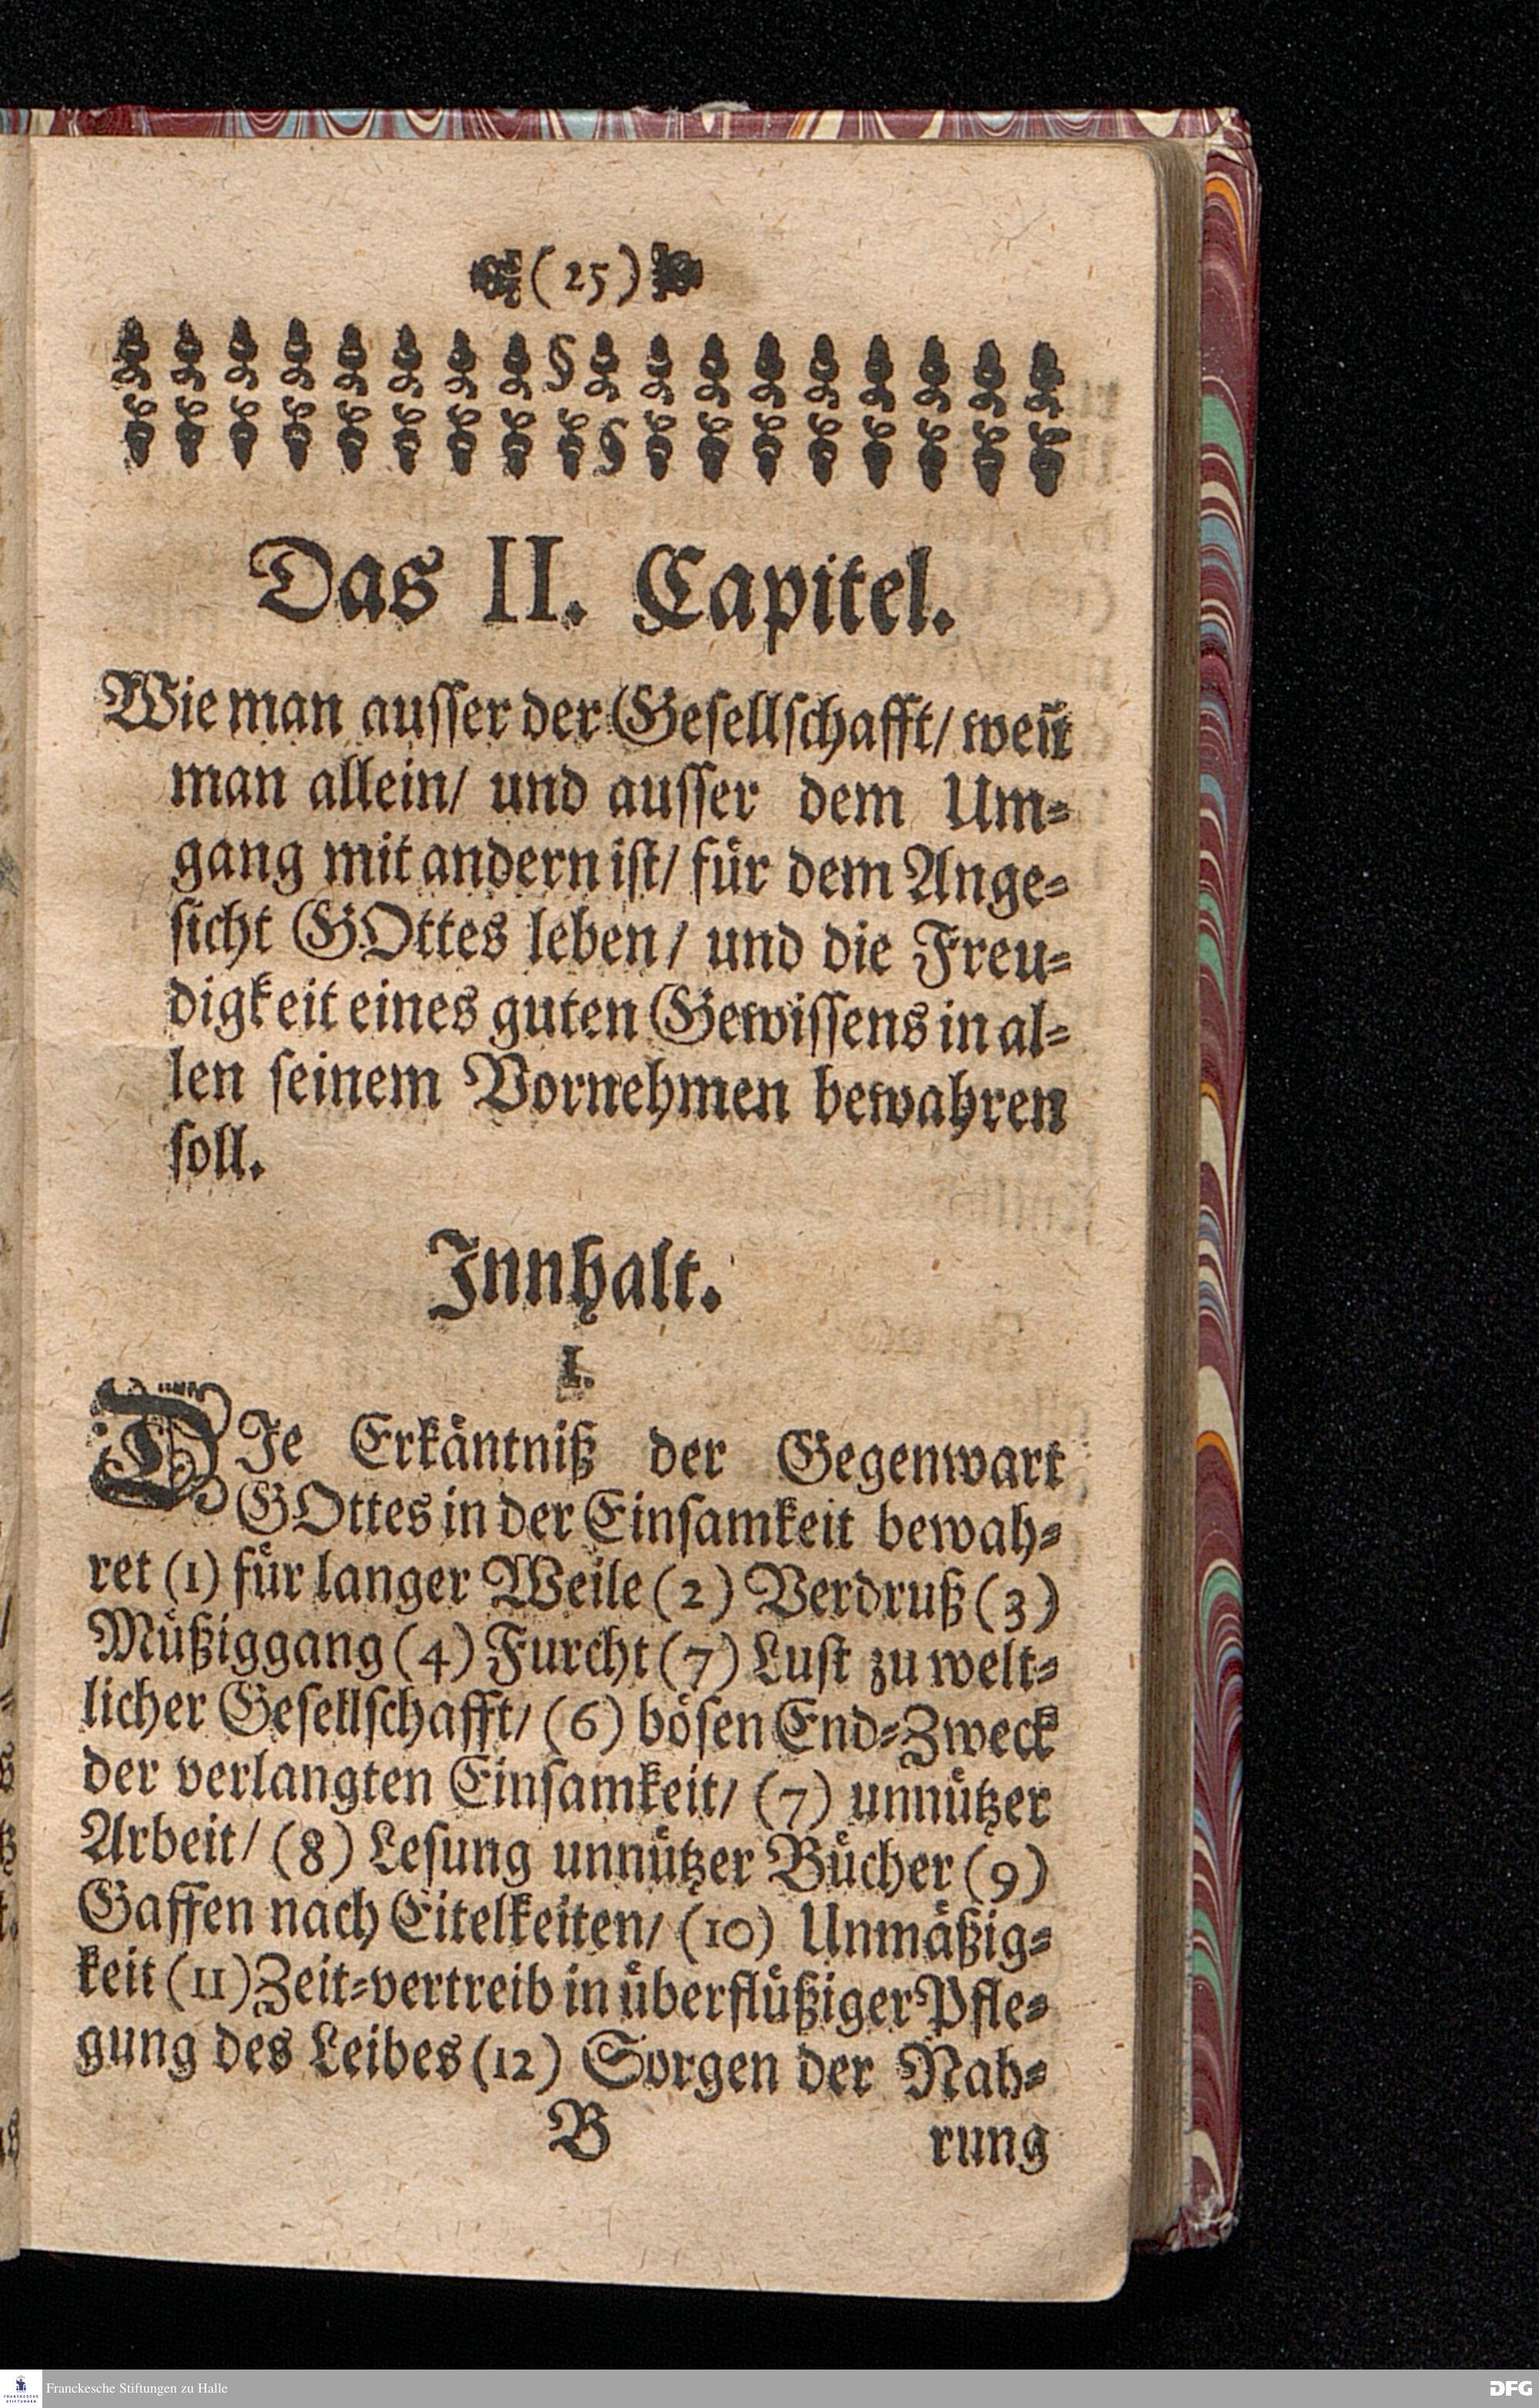 (25)
Das II. Capitel.
Wie man ausser der Gesellschafft/ weñ
man allein/ und ausser dem Um-
gang mit andern ist/ für dem Ange-
sicht GOttes leben/ und die Freu-
digkeit eines guten Gewissens in al-
len seinem Vornehmen bewahren
soll.
Innhalt.
I.
DIe Erkäntniß der Gegenwart
GOttes in der Einsamkeit bewah-
ret (1) für langer Weile (2) Verdruß (3)
Müßiggang (4) Furcht (7) Lust zu welt-
licher Gesellschafft/ (6) bösen End-Zweck
der verlangten Einsamkeit/ (7) unnützer
Arbeit/ (8) Lesung unnützer Bücher (9)
Gaffen nach Eitelkeiten/ (10) Unmäßig-
keit (11) Zeit-vertreib in überflüßiger Pfle-
gung des Leibes (12) Sorgen der Nah-
B rung
Franckesche Stiftungen zu Halle
DFG